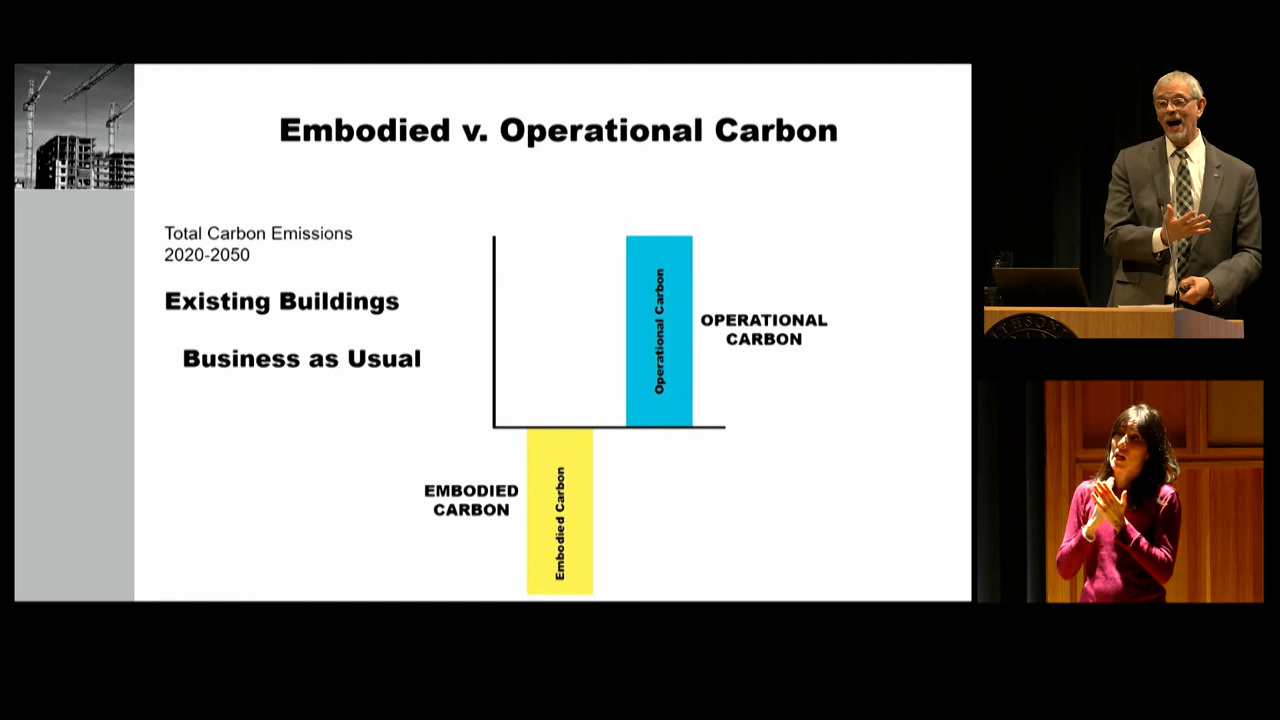 Embodied v. Operational Carbon
Total Carbon Emissions
2020-2050
Existing Buildings
Business as Usual
Operational Carbon
OPERATIONAL
CARBON
EMBODIED
CARBON
Embodied Carbon